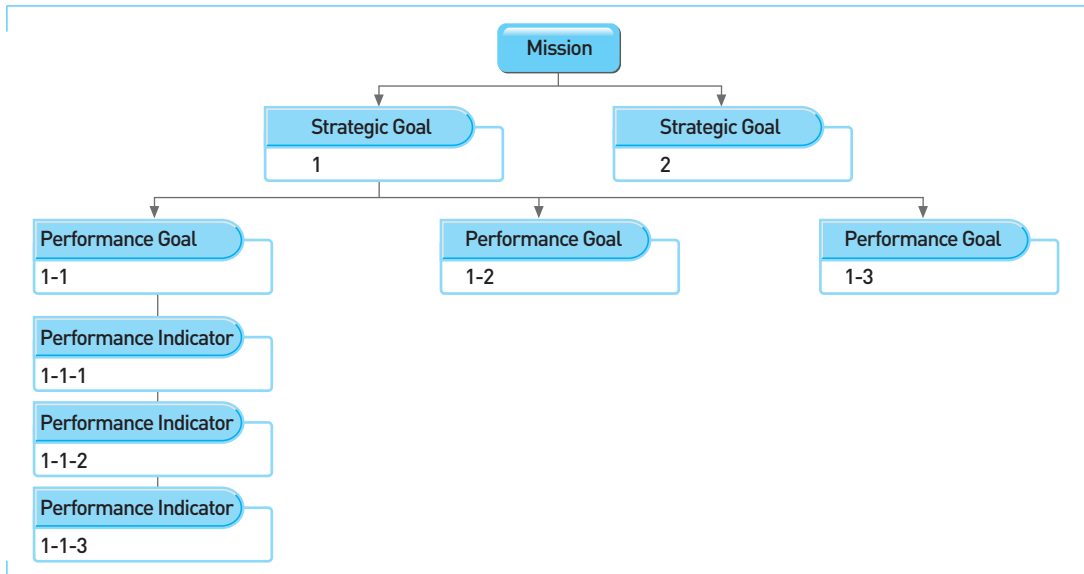 Mission
Strategic Goal
1
Strategic Goal
2
Performance Goal
1-1
Performance Goal
1-2
Performance Goal
1-3
Performance Indicator
1-1-1
Performance Indicator
1-1-2
Performance Indicator
1-1-3